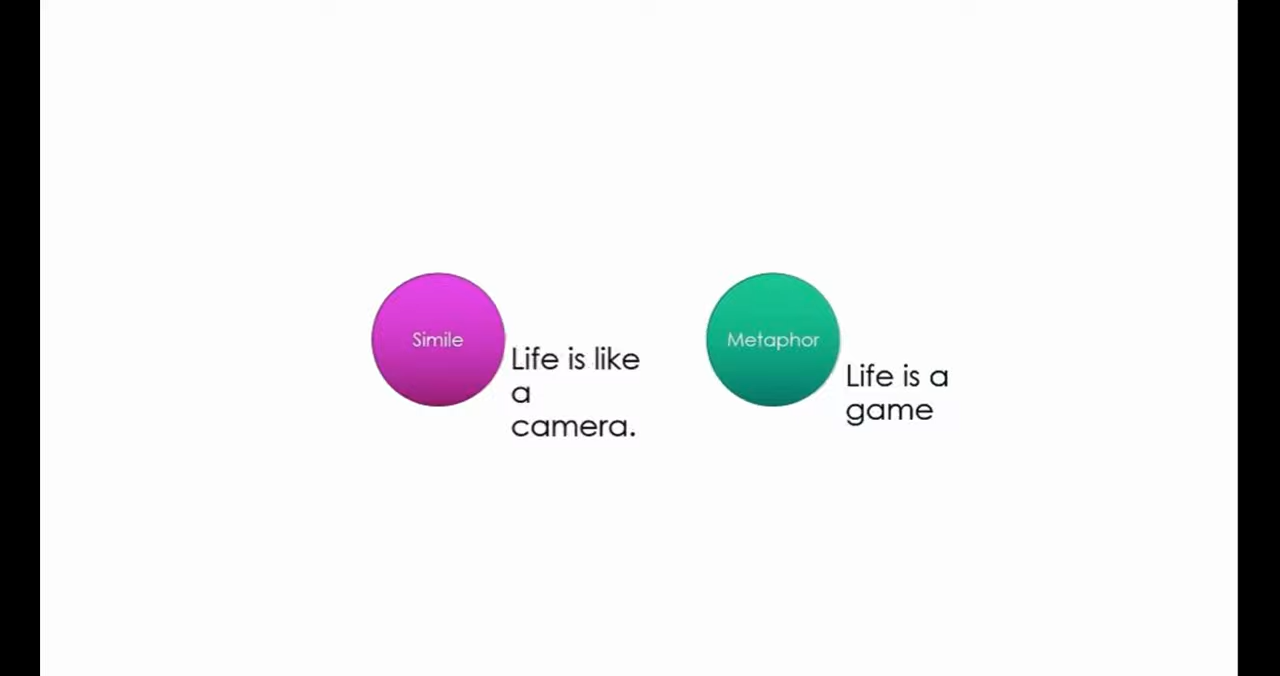 Simile
Life is like
a
camera.
Metaphor
Life is a
game